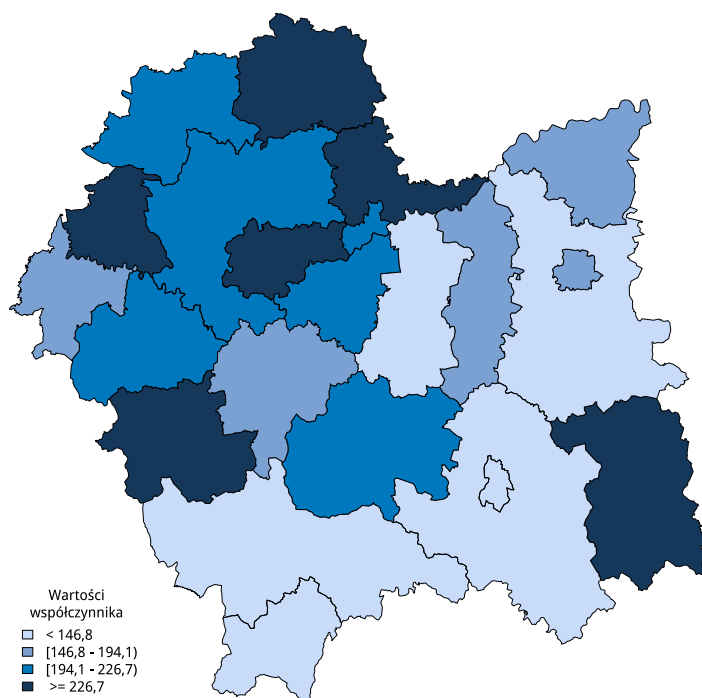 Wartości
współczynnika
< 146,8
[146,8 - 194,1)
[194,1 - 226,7)
>= 226,7